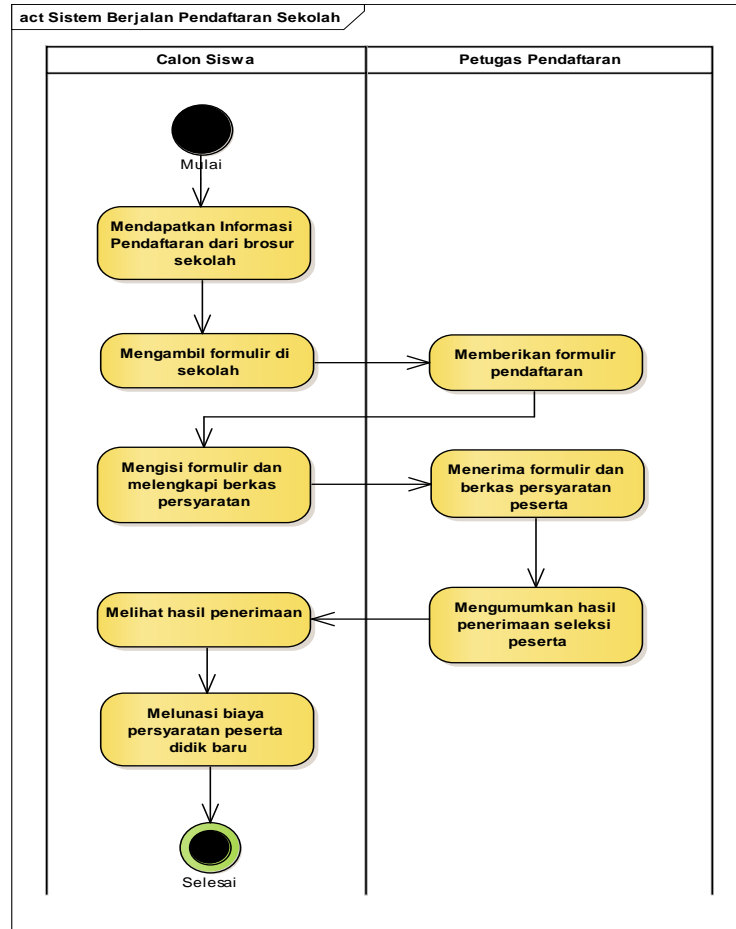 act Sistem Berjalan Pendaftaran Sekolah
Calon Siswa
Petugas Pendaftaran
Mulai
Mendapatkan Informasi
Pendaftaran dari brosur
sekolah
Mengambil formulir di
sekolah
Memberikan formulir
pendaftaran
Mengisi formulir dan
melengkapi berkas
persyaratan
Menerima formulir dan
berkas persyaratan
peserta
Mengumumkan hasil
penerimaan seleksi
peserta
Melihat hasil penerimaan
Melunasi biaya
persyaratan peserta
didik baru
Selesai